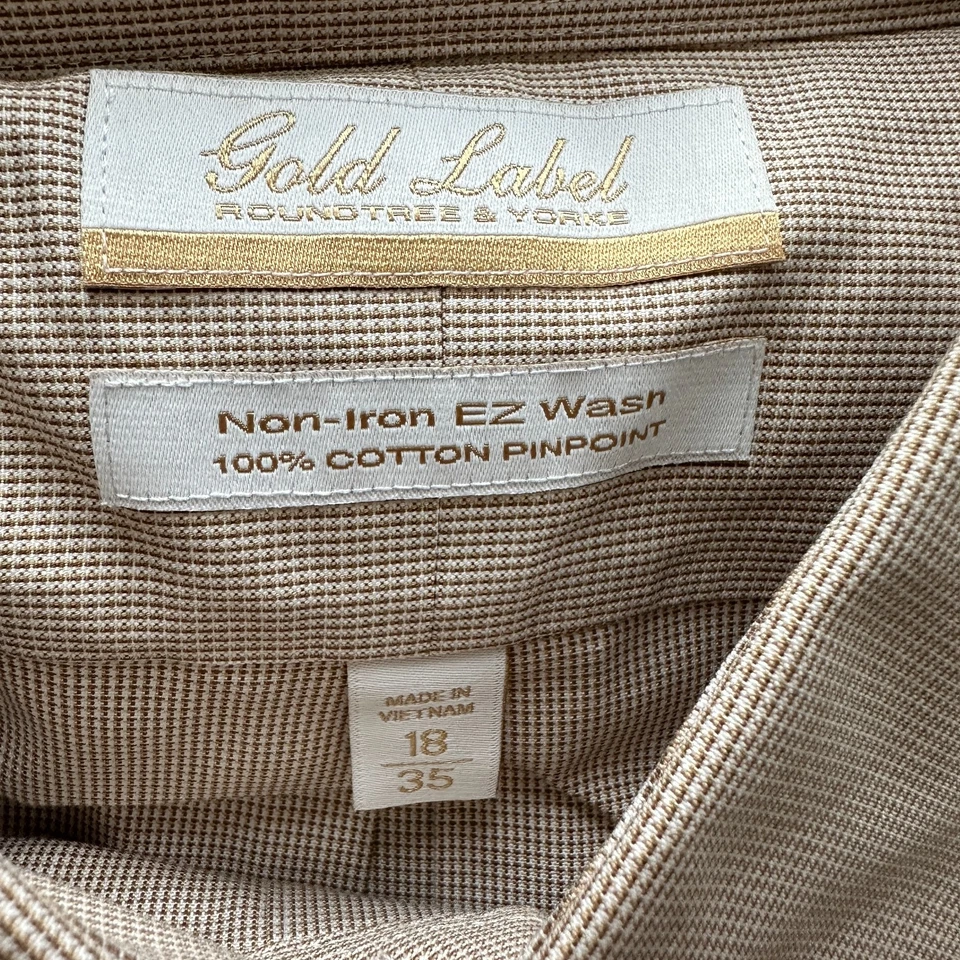 Gold Label
ROUNDTREE & YORKE
Non-Iron EZ Wash
100% COTTON PINPOINT
MADE IN
VIETNAM
18
35